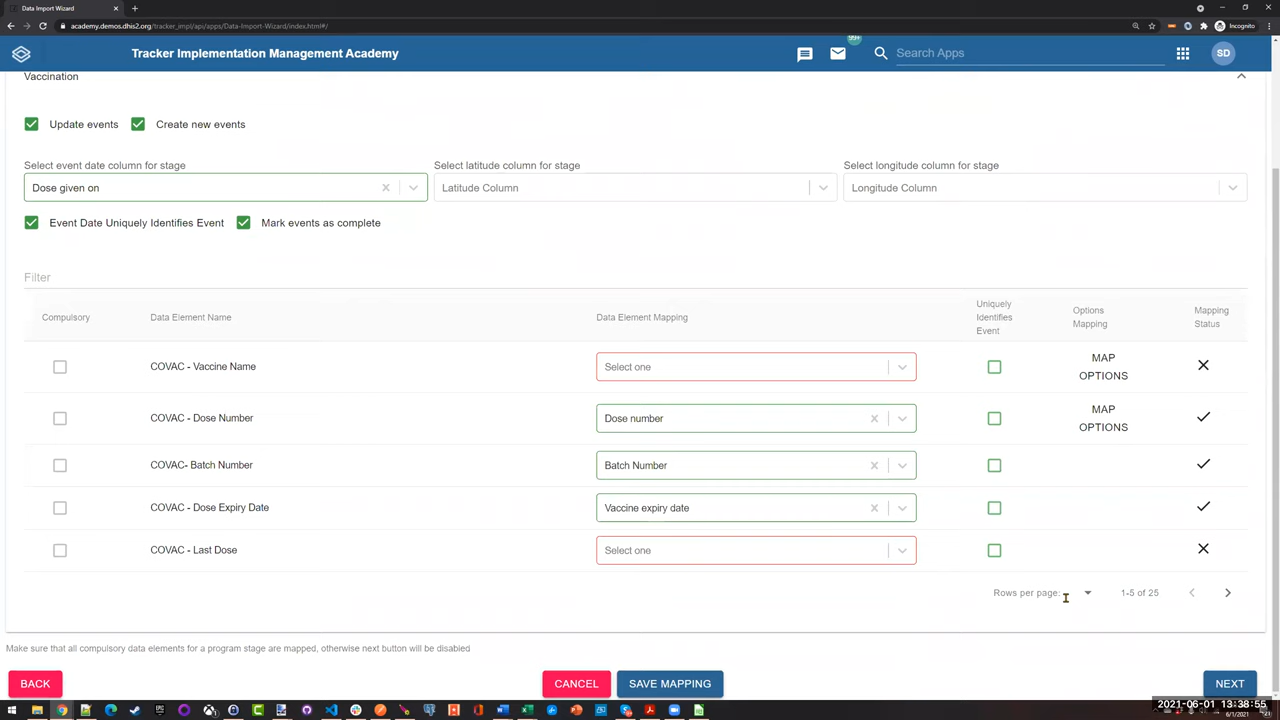 Data Import Wizard
academy.demos.dhis2.org/tracker_impl/api/apps/Data-Import-Wizard/index.html#/
Incognito
Tracker Implementation Management Academy
99+
Search Apps
SD
Vaccination
Update events
Create new events
Select event date column for stage
Select latitude column for stage
Select longitude column for stage
Dose given on
Latitude Column
Longitude Column
Event Date Uniquely Identifies Event
Mark events as complete
Filter
Compulsory
Data Element Name
Data Element Mapping
Uniquely
Identifies
Event
Options
Mapping
Mapping
Status
COVAC - Vaccine Name
Select one
MAP
OPTIONS
COVAC - Dose Number
Dose number
MAP
OPTIONS
COVAC- Batch Number
Batch Number
COVAC - Dose Expiry Date
Vaccine expiry date
COVAC - Last Dose
Select one
Rows per page:
1-5 of 25
Make sure that all compulsory data elements for a program stage are mapped, otherwise next button will be disabled
BACK
CANCEL
SAVE MAPPING
NEXT
2021-06-01 13:38:55
6/1/2021